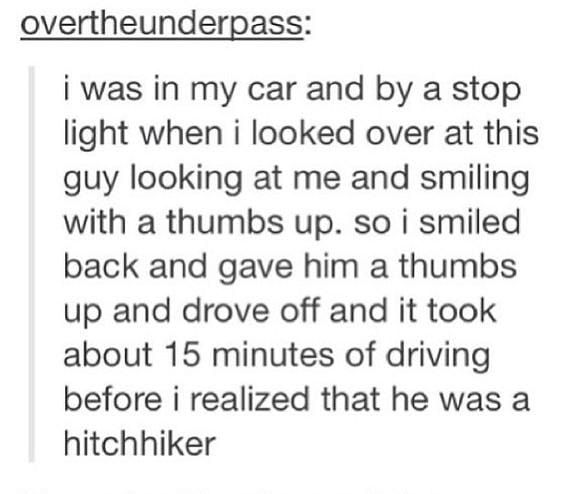 overtheunderpass:
i was in my car and by a stop
light when i looked over at this
guy looking at me and smiling
with a thumbs up. so i smiled
back and gave him a thumbs
up and drove off and it took
about 15 minutes of driving
before i realized that he was a
hitchhiker